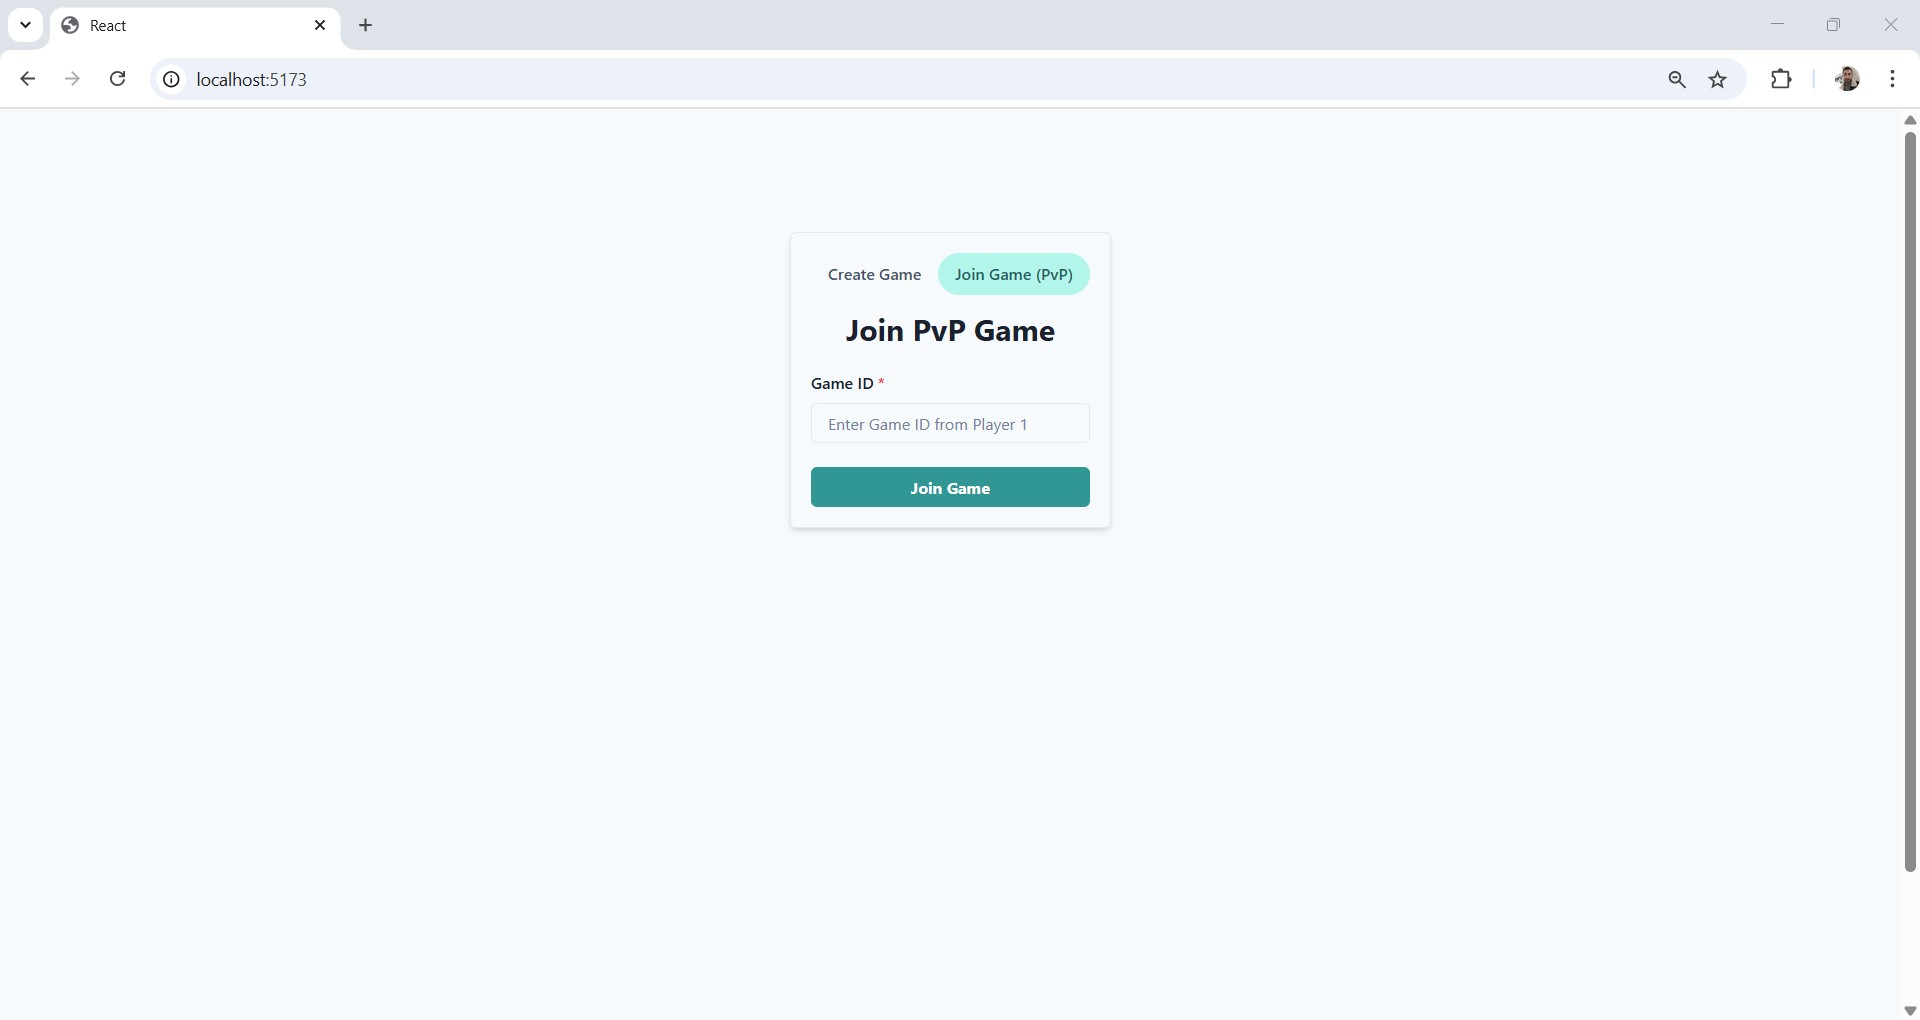 React
localhost:5173
Create Game
Join Game (PvP)
Join PvP Game
Game ID *
Enter Game ID from Player 1
Join Game